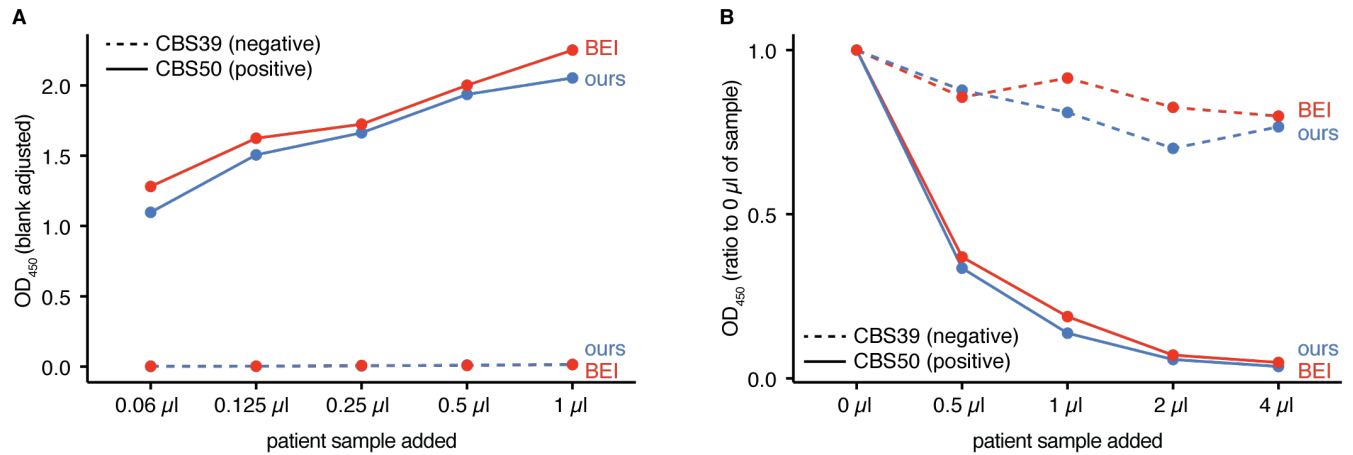 A
CBS39 (negative)
CBS50 (positive)
BEI
ours
2.0
1.5
1.0
0.5
0.0
OD450 (blank adjusted)
ours
BEI
0.06 µl 0.125 µl 0.25 µl 0.5 µl 1 µl
patient sample added
B
1.0
0.5
0.0
OD450 (ratio to 0 µl of sample)
BEI
ours
CBS39 (negative)
CBS50 (positive)
ours
BEI
0 µl 0.5 µl 1 µl 2 µl 4 µl
patient sample added